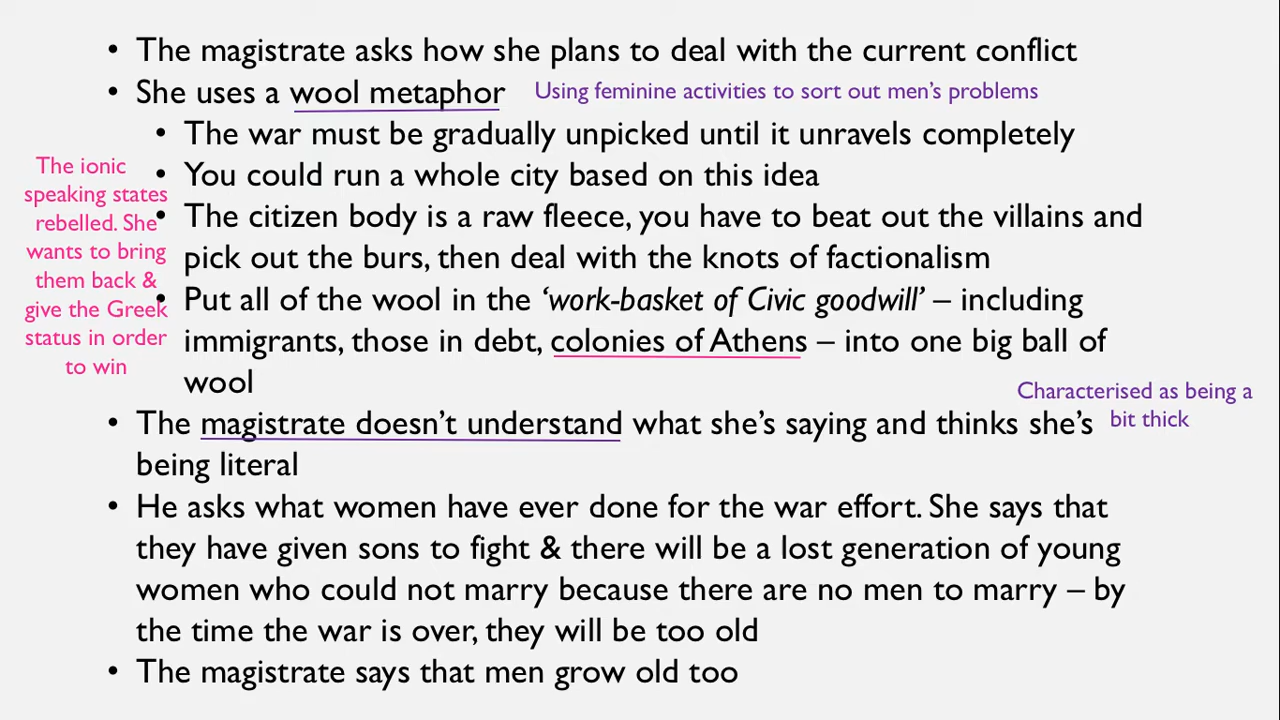 • The magistrate asks how she plans to deal with the current conflict
• She uses a wool metaphor
Using feminine activities to sort out men's problems
• The war must be gradually unpicked until it unravels completely
• You could run a whole city based on this idea
• The citizen body is a raw fleece, you have to beat out the villains and
pick out the burs, then deal with the knots of factionalism
• Put all of the wool in the ‘work-basket of Civic goodwill’ – including
immigrants, those in debt, colonies of Athens – into one big ball of
wool
The ionic
speaking states
rebelled. She
wants to bring
them back &
give the Greek
status in order
to win
• The magistrate doesn't understand what she's saying and thinks she's
being literal
Characterised as being a
bit thick
• He asks what women have ever done for the war effort. She says that
they have given sons to fight & there will be a lost generation of young
women who could not marry because there are no men to marry – by
the time the war is over, they will be too old
• The magistrate says that men grow old too